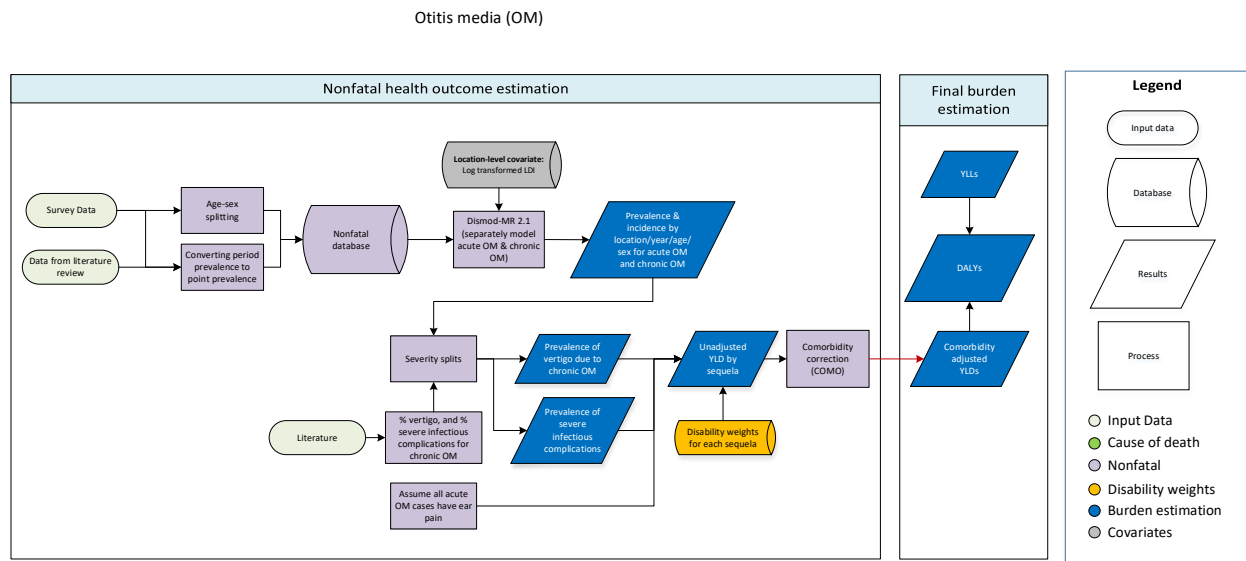 Otitis media (OM)
Nonfatal health outcome estimation
Final burden
estimation
Legend
Input data
Database
Results
Process
Input Data
Cause of death
Nonfatal
Disability weights
Burden estimation
Covariates
Location-level covariate:
Log transformed LDI
Survey Data
Age-sex
splitting
Data from literature
review
Converting period
prevalence to
point prevalence
Nonfatal
database
Dismod-MR 2.1
(separately model
acute OM & chronic
OM)
Prevalence &
incidence by
location/year/age/
sex for acute OM
and chronic OM
YLLs
DALYs
Severity splits
Prevalence of
vertigo due to
chronic OM
Unadjusted
YLD by
sequela
Comorbidity
correction
(COMO)
Comorbidity
adjusted
YLDs
Literature
% vertigo, and %
severe infectious
complications for
chronic OM
Prevalence of
severe
infectious
complications
Disability weights
for each sequela
Assume all acute
OM cases have ear
pain